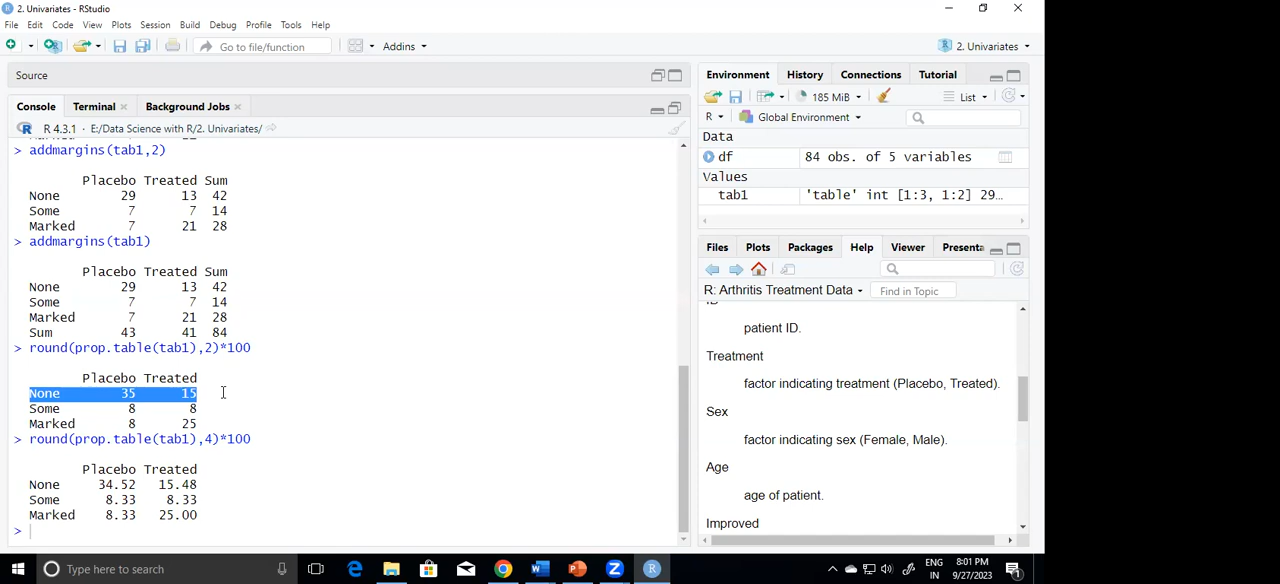 2. Univariates - RStudio
File Edit Code View Plots Session Build Debug Profile Tools Help
Go to file/function Addins 2. Univariates
Source
Console Terminal Background Jobs
R 4.3.1 · E:/Data Science with R/2. Univariates/
> addmargins(tab1,2)
Placebo Treated Sum
None 29 13 42
Some 7 7 14
Marked 7 21 28
> addmargins(tab1)
Placebo Treated Sum
None 29 13 42
Some 7 7 14
Marked 7 21 28
Sum 43 41 84
> round(prop.table(tab1),2)*100
Placebo Treated
None 35 15
Some 8 8
Marked 8 25
> round(prop.table(tab1),4)*100
Placebo Treated
None 34.52 15.48
Some 8.33 8.33
Marked 8.33 25.00
>
Environment History Connections Tutorial
185 MiB List
R Global Environment
Data
df 84 obs. of 5 variables
Values
tab1 'table' int [1:3, 1:2] 29…
Files Plots Packages Help Viewer Presenta
R: Arthritis Treatment Data Find in Topic
patient ID.
Treatment
factor indicating treatment (Placebo, Treated).
Sex
factor indicating sex (Female, Male).
Age
age of patient.
Improved
Type here to search
ENG
IN
8:01 PM
9/27/2023
1